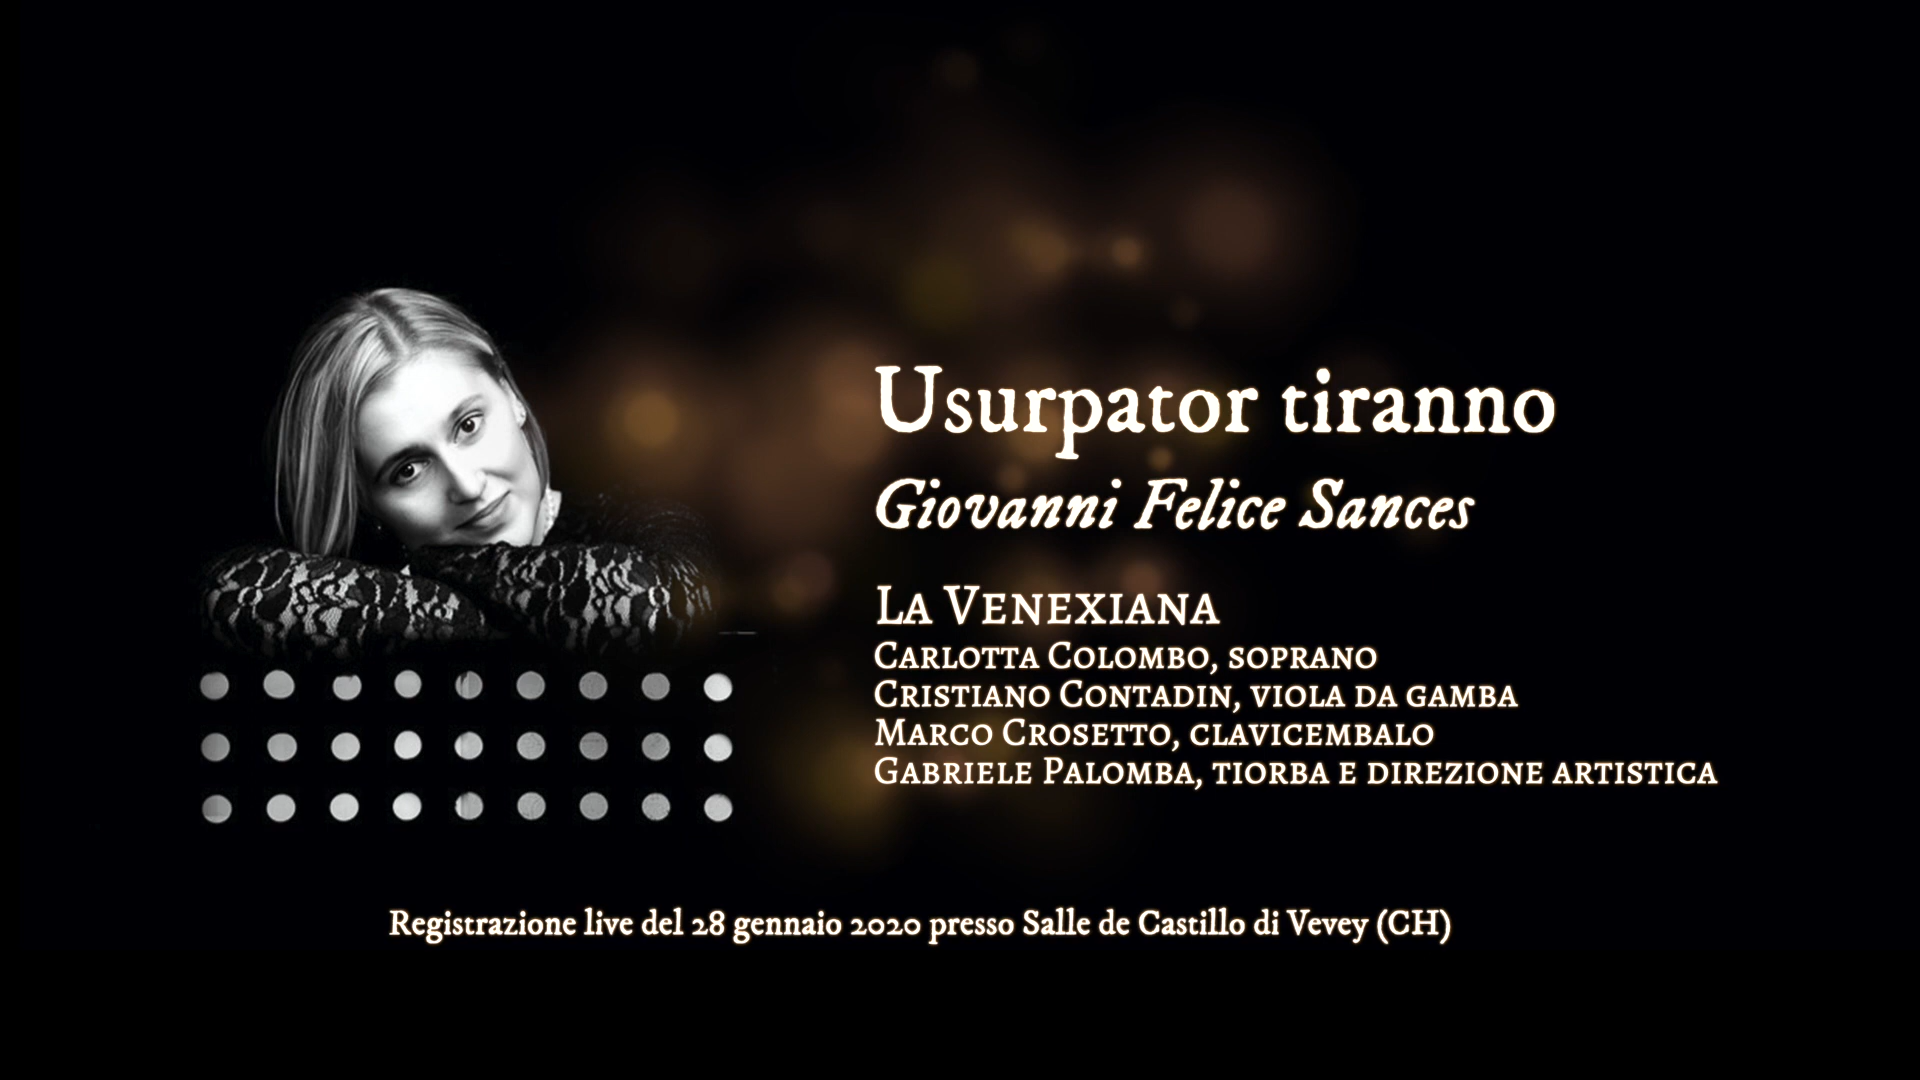 Usurpator tiranno
Giovanni Felice Sances
La Venexiana
Carlotta Colombo, soprano
Cristiano Contadin, viola da gamba
Marco Crosetto, clavicembalo
Gabriele Palomba, tiorba e direzione artistica
Registrazione live del 28 gennaio 2020 presso Salle de Castillo di Vevey (CH)